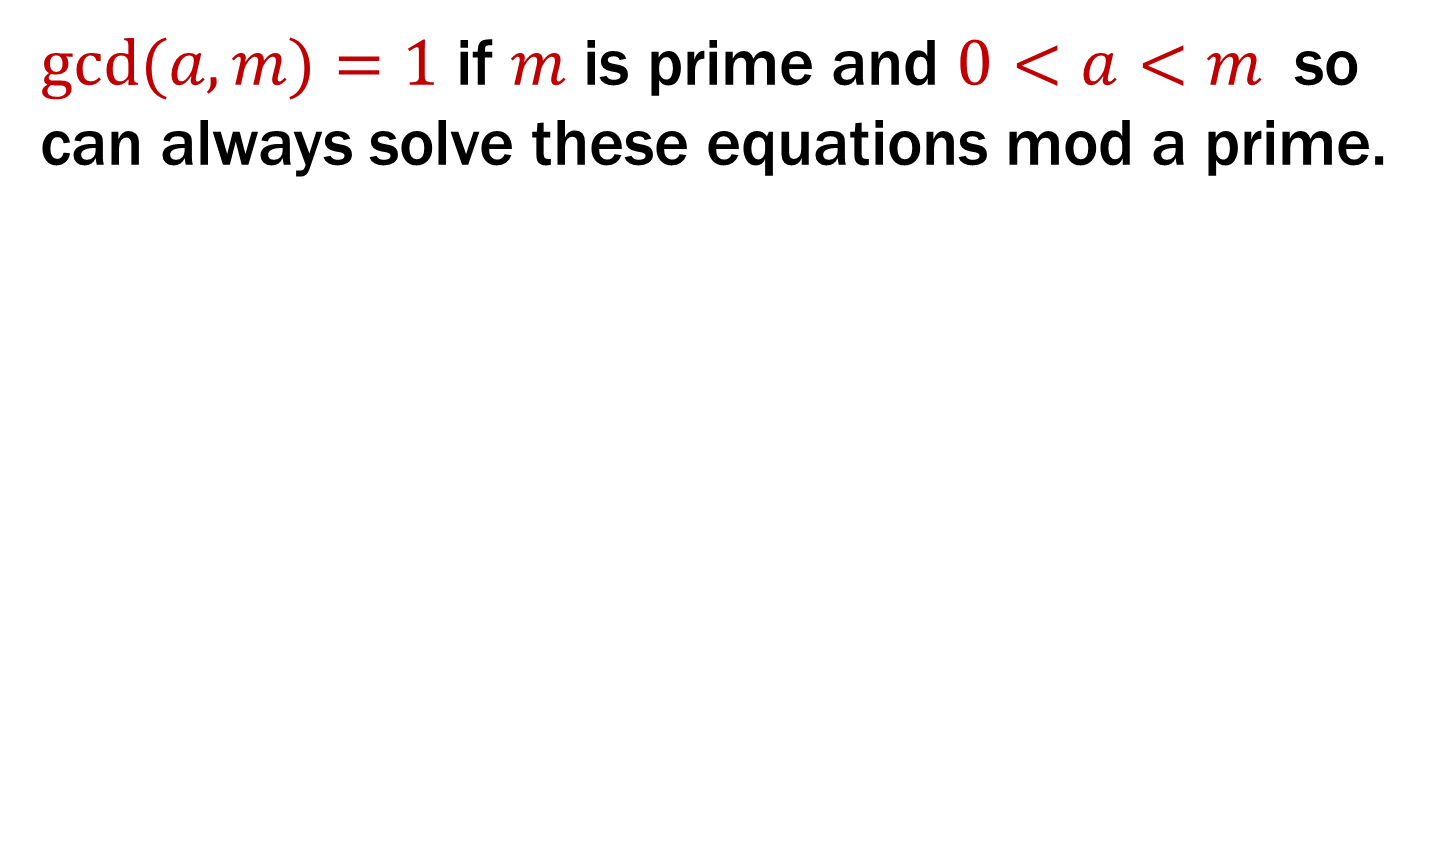 gcd(a, m) = 1 if m is prime and 0 < a < m so
can always solve these equations mod a prime.